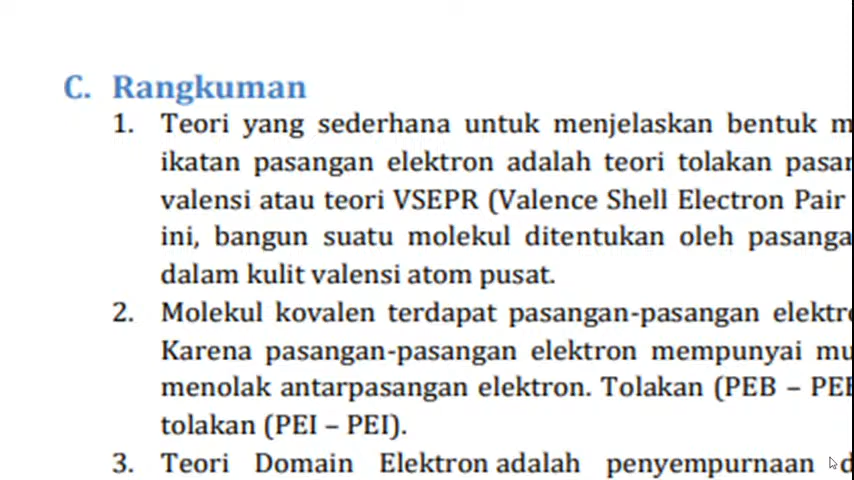 C. Rangkuman
1. Teori yang sederhana untuk menjelaskan bentuk
ikatan pasangan elektron adalah teori tolakan
valensi atau teori VSEPR (Valence Shell Electron Pair
ini, bangun suatu molekul ditentukan oleh
dalam kulit valensi atom pusat.
2. Molekul kovalen terdapat pasangan-pasangan
Karena pasangan-pasangan elektron mempunyai
menolak antarpasangan elektron. Tolakan (PEB –
tolakan (PEI – PEI).
3. Teori Domain Elektron adalah penyempurnaan